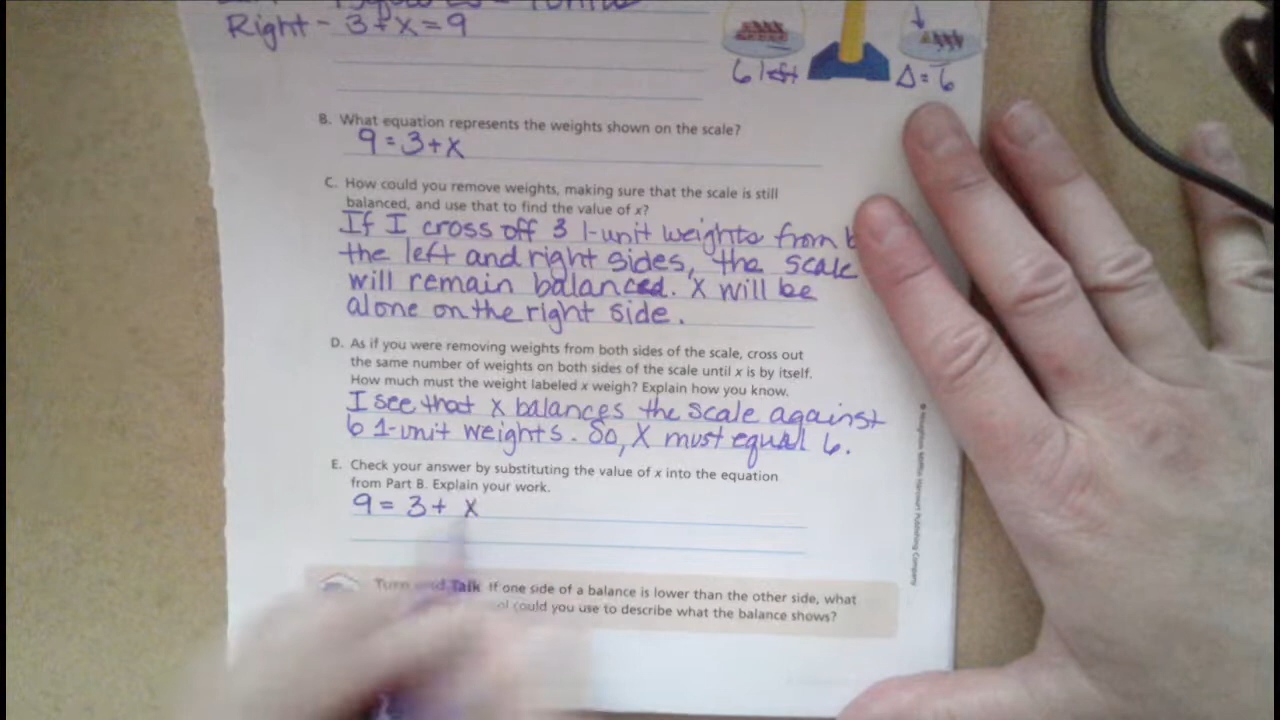 Right - 3+x=9
6 left
Δ = 6
B. What equation represents the weights shown on the scale?
9 = 3+x
C. How could you remove weights, making sure that the scale is still
balanced, and use that to find the value of x?
If I cross off 3 1-unit weights from
the left and right sides, the scale
will remain balanced. X will be
alone on the right side.
D. As if you were removing weights from both sides of the scale, cross out
the same number of weights on both sides of the scale until x is by itself.
How much must the weight labeled x weigh? Explain how you know.
I see that x balances the scale against
6 1-unit weights. So, X must equal 6.
E. Check your answer by substituting the value of x into the equation
from Part B. Explain your work.
9 = 3+ x
Turn and Talk If one side of a balance is lower than the other side, what
could you use to describe what the balance shows?
© Houghton Mifflin Harcourt Publishing Company